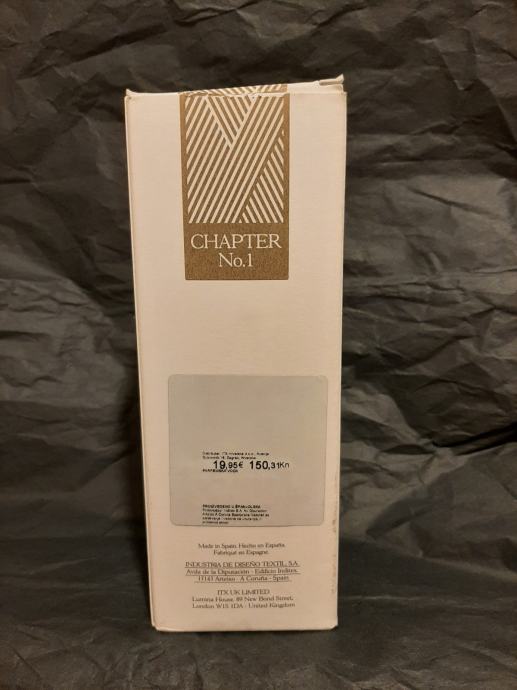 CHAPTER
No.1
19,95€ 150,31Kn
PROIZVEDENO U ŠPANJOLSKOJ
Made in Spain. Hecho en España.
Fabriqué en Espagne.
INDUSTRIA DE DISEÑO TEXTIL, S.A.
Avda de la Diputación - Edificio Inditex,
15143 Arteixo - A Coruña - Spain.
ITX UK LIMITED
Lumina House, 89 New Bond Street,
London W1S 1DA - United Kingdom